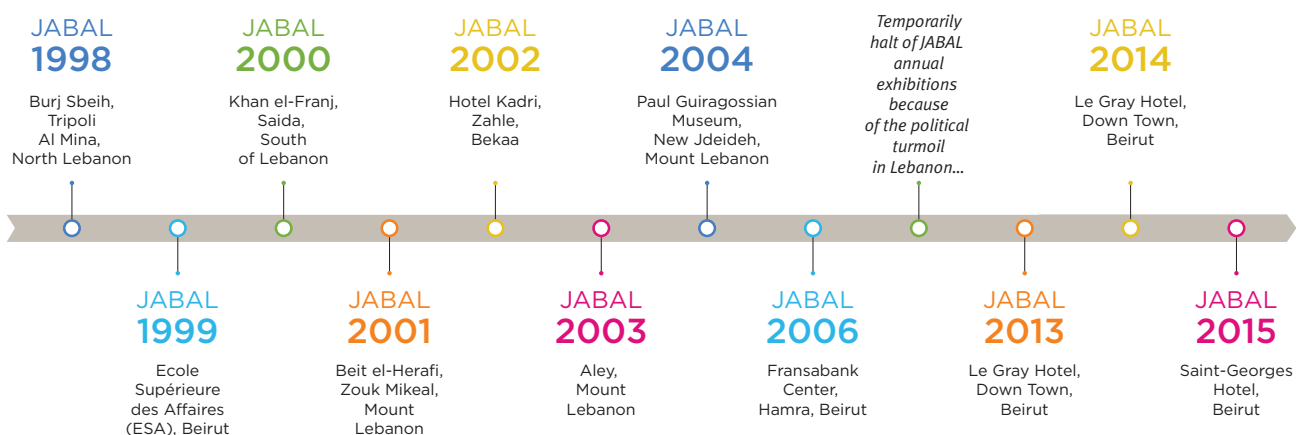 JABAL
1998
Burj Sbeih,
Tripoli
Al Mina,
North Lebanon
JABAL
1999
Ecole
Supérieure
des Affaires
(ESA), Beirut
JABAL
2000
Khan el-Franj,
Saida,
South
of Lebanon
JABAL
2001
Beit el-Herafi,
Zouk Mikeal,
Mount
Lebanon
JABAL
2002
Hotel Kadri,
Zahle,
Bekaa
JABAL
2003
Aley,
Mount
Lebanon
JABAL
2004
Paul Guiragossian
Museum,
New Jdeideh,
Mount Lebanon
JABAL
2006
Fransabank
Center,
Hamra, Beirut
Temporarily
halt of JABAL
annual
exhibitions
because
of the political
turmoil
in Lebanon...
JABAL
2013
Le Gray Hotel,
Down Town,
Beirut
JABAL
2014
Le Gray Hotel,
Down Town,
Beirut
JABAL
2015
Saint-Georges
Hotel,
Beirut